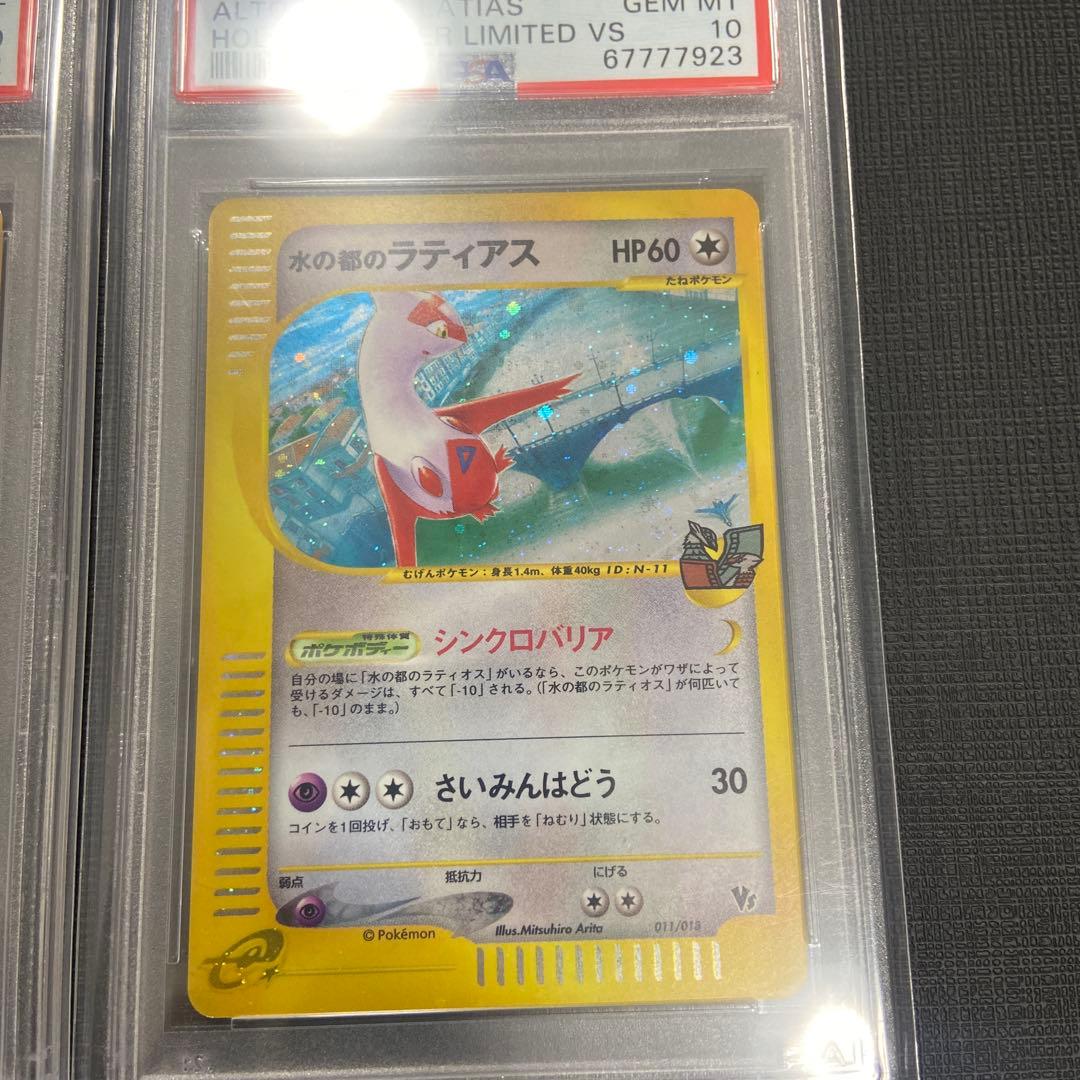 ALTO ATIAS GEM MT
HO R LIMITED VS 10
PSA 67777923
水の都のラティアス HP60
たねポケモン
むげんポケモン：身長1.4m、体重40kg ID:N-11
特殊体質
ポケボディー シンクロバリア
自分の場に「水の都のラティオス」がいるなら、このポケモンがワザによって
受けるダメージは、すべて「-10」される。（「水の都のラティオス」が何匹いて
も、「-10」のまま。）
さいみんはどう 30
コインを1回投げ、「おもて」なら、相手を「ねむり」状態にする。
弱点 抵抗力 にげる
VS
©Pokémon Illus.Mitsuhiro Arita 011/018
e